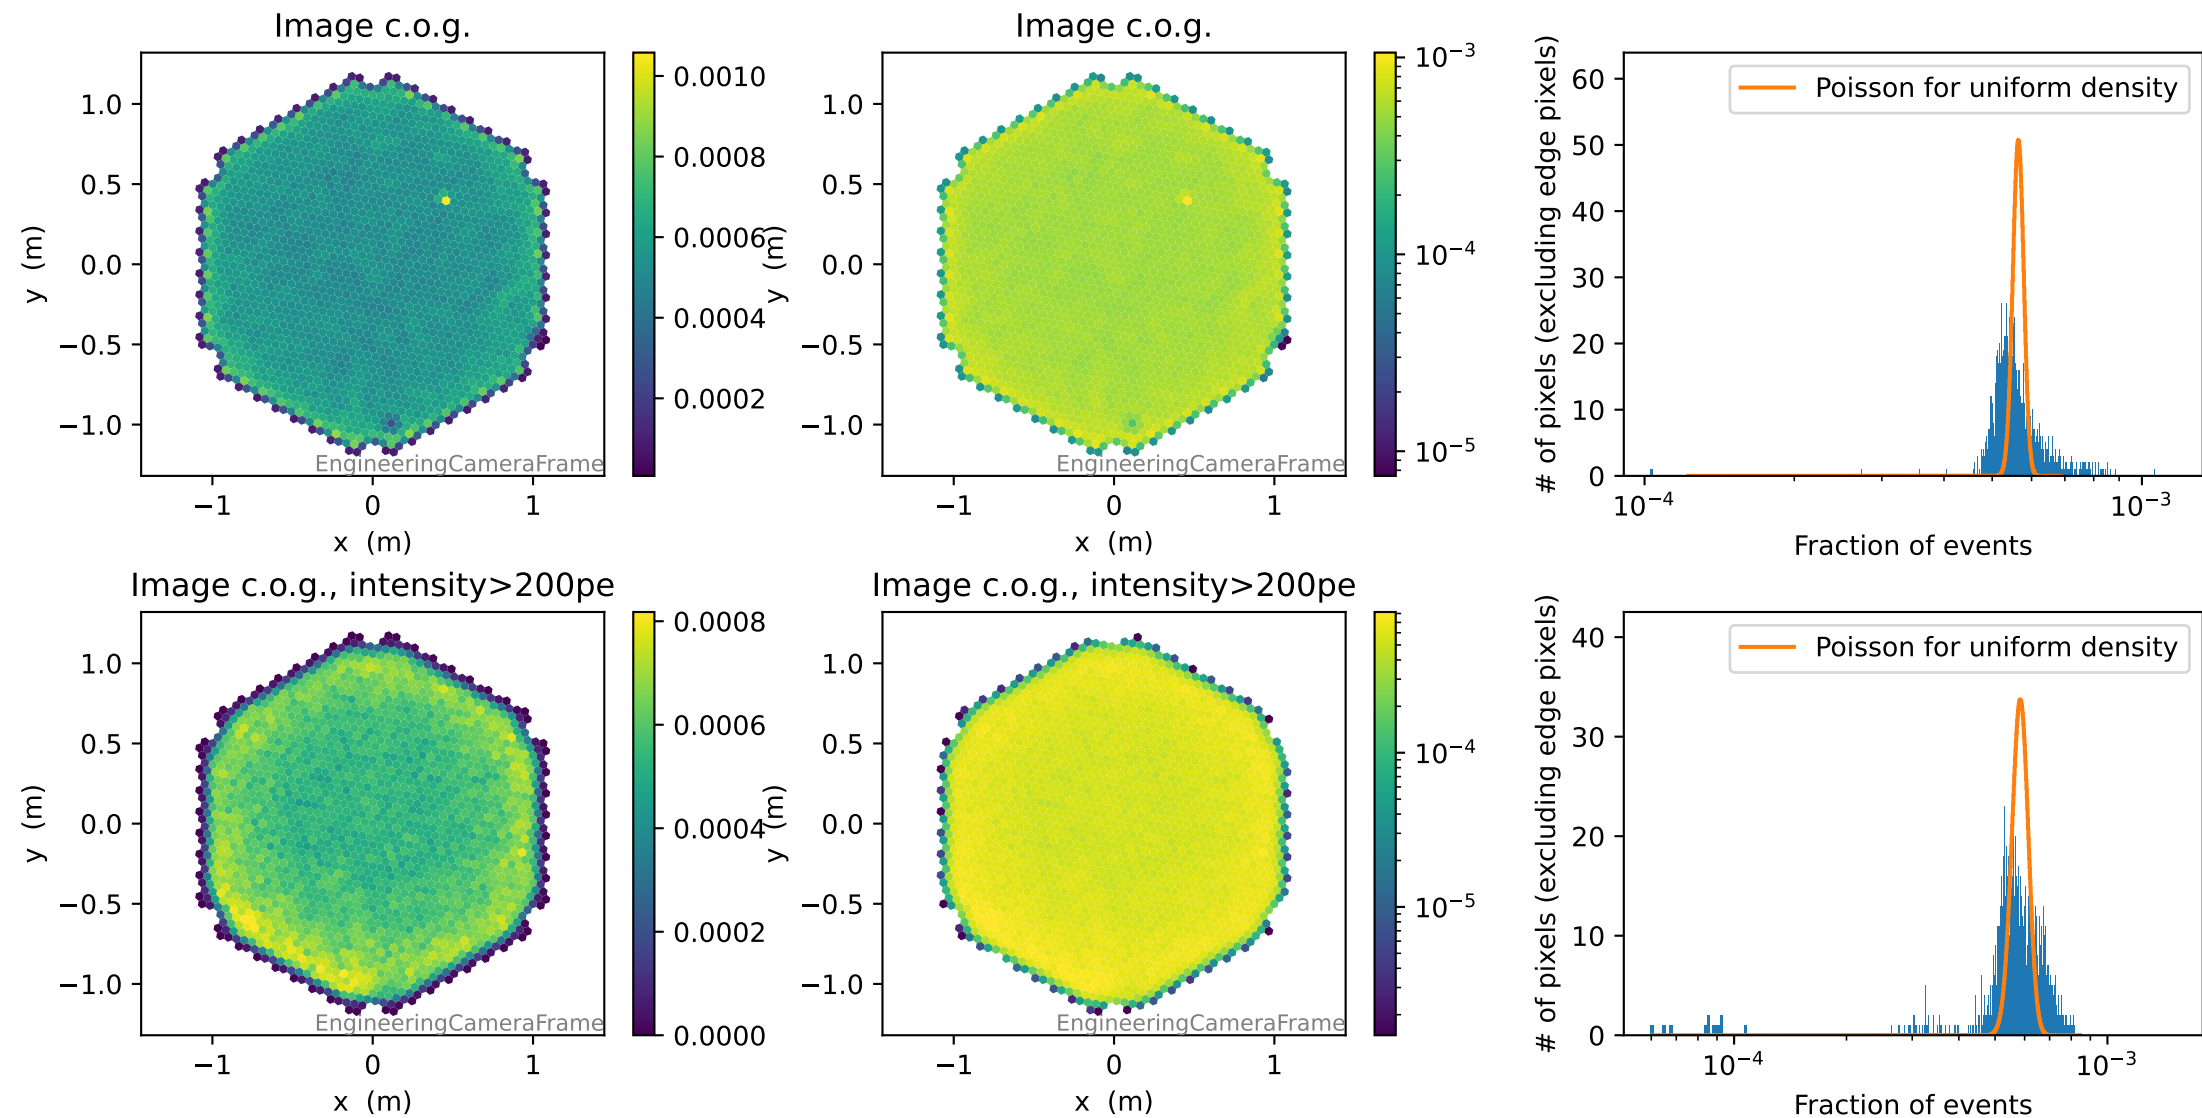 Image c.o.g.
1.0
0.5
0.0
−0.5
−1.0
y (m)
−1
0
1
x (m)
EngineeringCameraFrame
0.0010
0.0008
0.0006
0.0004
0.0002
Image c.o.g.
1.0
0.5
0.0
−0.5
−1.0
y (m)
−1
0
1
x (m)
EngineeringCameraFrame
10−3
10−4
10−5
# of pixels (excluding edge pixels)
60
50
40
30
20
10
0
Poisson for uniform density
10−4
10−3
Fraction of events
Image c.o.g., intensity>200pe
1.0
0.5
0.0
−0.5
−1.0
y (m)
−1
0
1
x (m)
EngineeringCameraFrame
0.0008
0.0006
0.0004
0.0002
0.0000
Image c.o.g., intensity>200pe
1.0
0.5
0.0
−0.5
−1.0
y (m)
−1
0
1
x (m)
EngineeringCameraFrame
10−4
10−5
# of pixels (excluding edge pixels)
40
30
20
10
0
Poisson for uniform density
10−4
10−3
Fraction of events